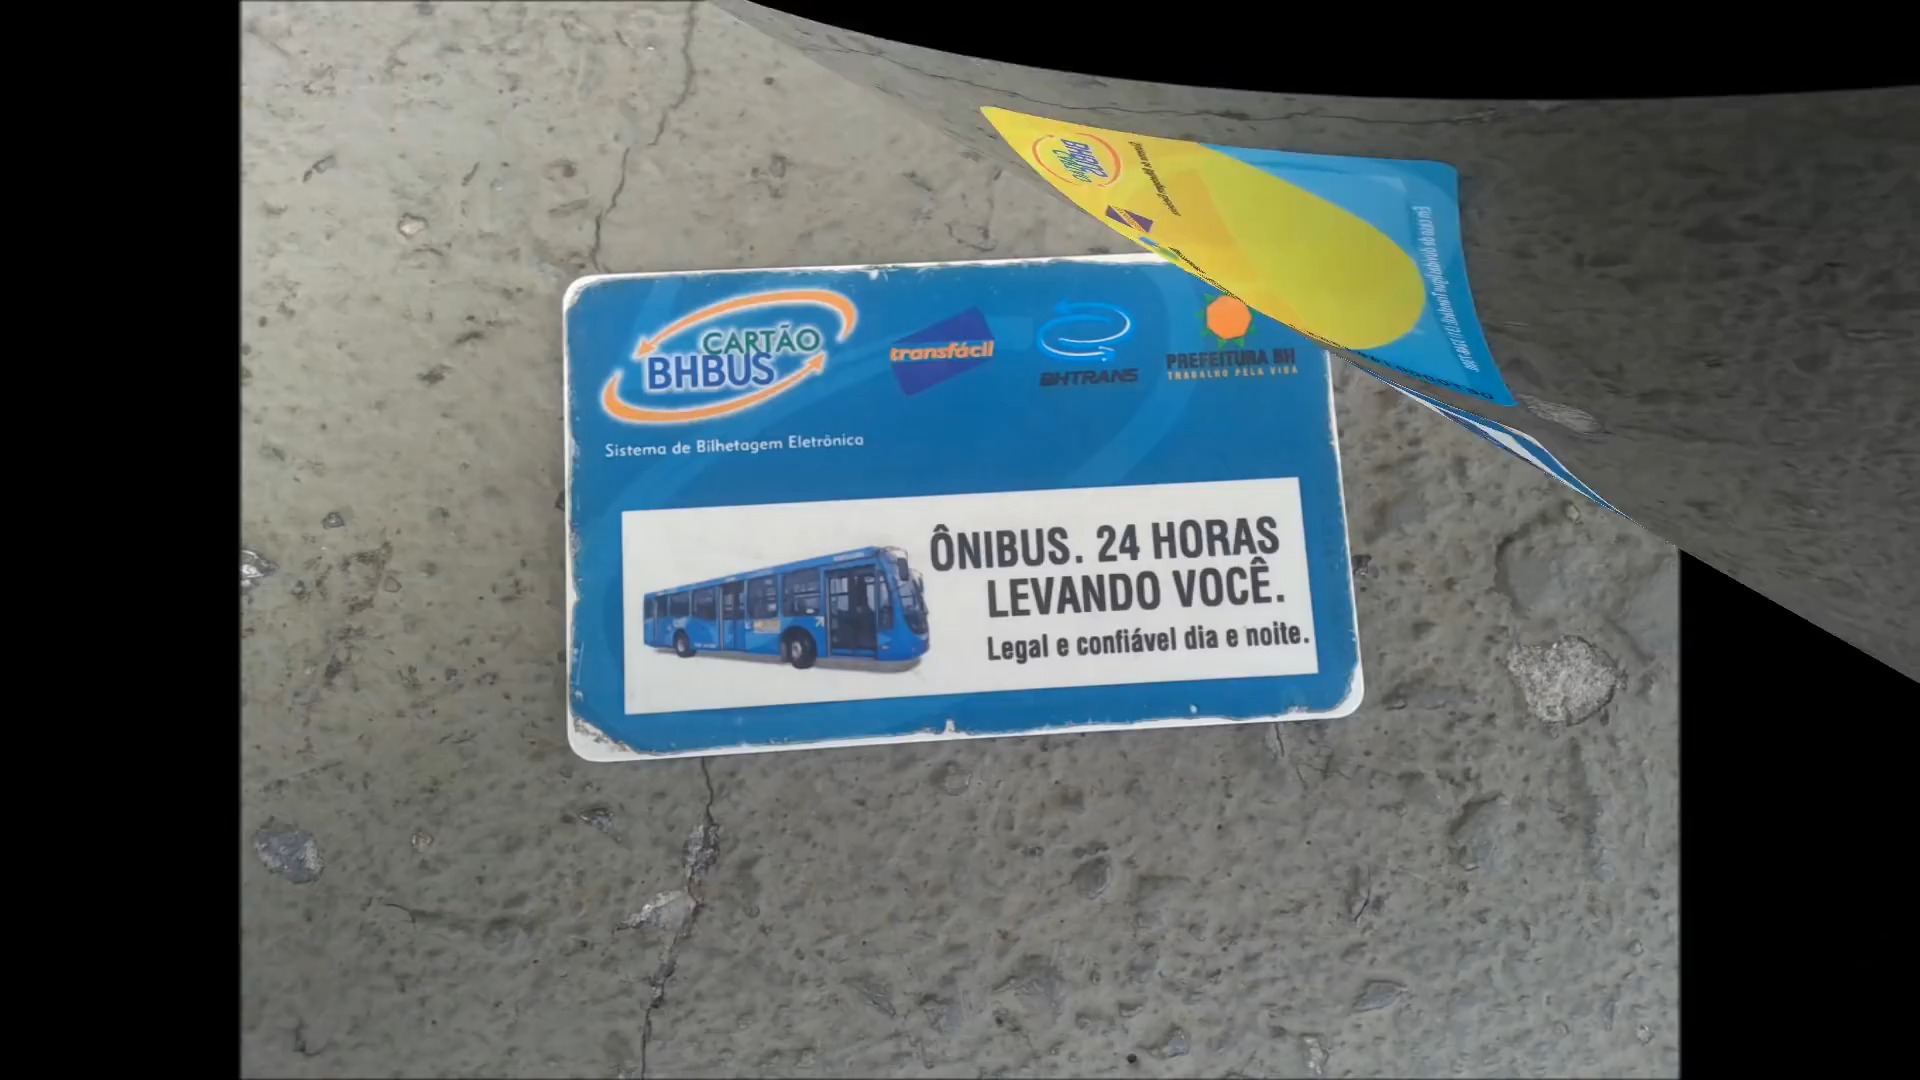 CARTÃO
BHBUS
transfácil
BHTRANS
PREFEITURA BH
TRABALHO PELA VIDA
Sistema de Bilhetagem Eletrônica
ÔNIBUS. 24 HORAS
LEVANDO VOCÊ.
Legal e confiável dia e noite.